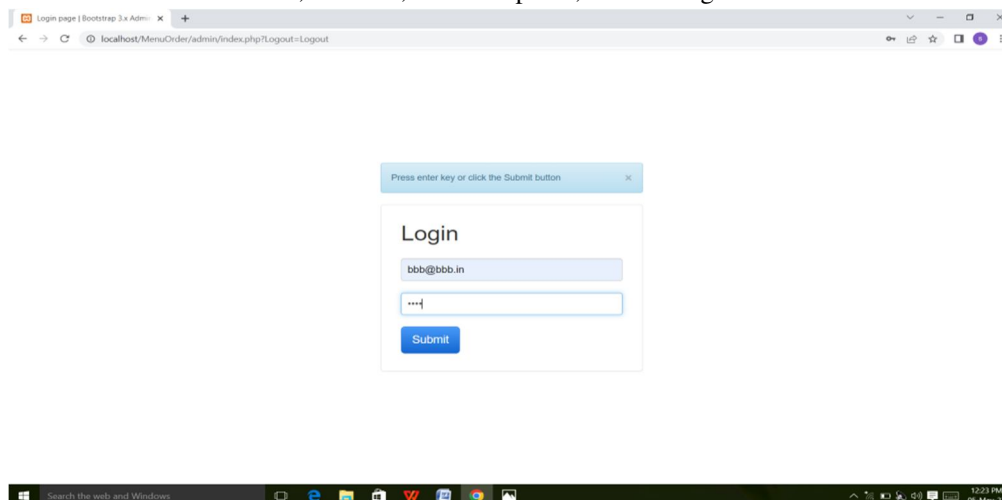 Login page | Bootstrap 3.x Admi
localhost/MenuOrder/admin/index.php?Logout=Logout
Press enter key or click the Submit button ×
Login
bbb@bbb.in
••••
Submit
Search the web and Windows
12:23 PM